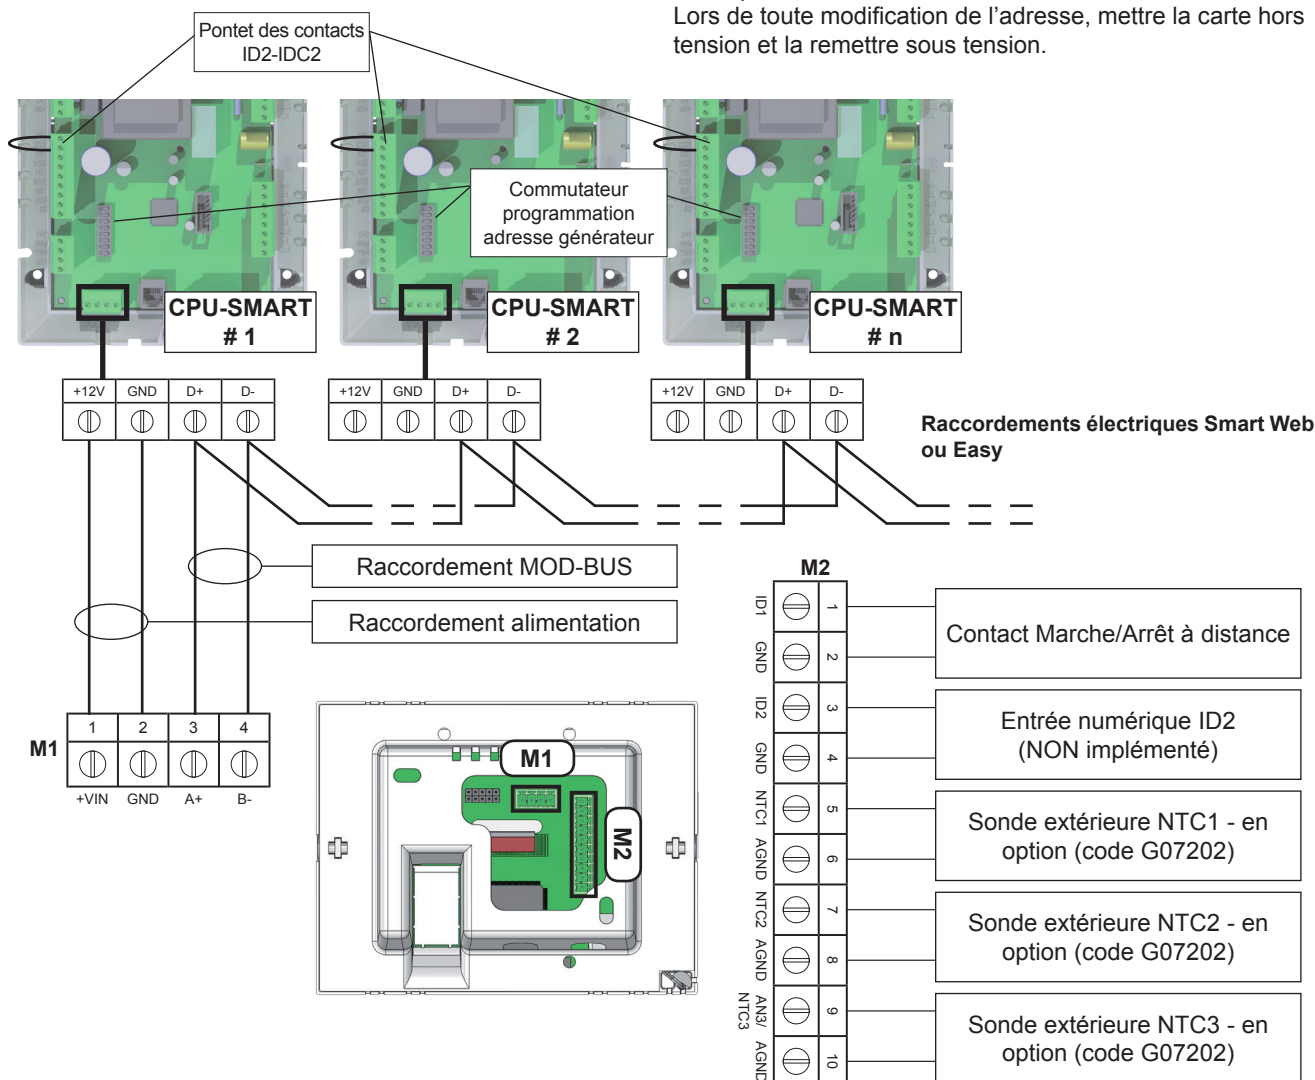 Lors de toute modification de l’adresse, mettre la carte hors
tension et la remettre sous tension.
Pontet des contacts
ID2-IDC2
Commutateur
programmation
adresse générateur
CPU-SMART
# 1
CPU-SMART
# 2
CPU-SMART
# n
+12V GND D+ D-
+12V GND D+ D-
+12V GND D+ D-
Raccordements électriques Smart Web
ou Easy
Raccordement MOD-BUS
Raccordement alimentation
M1
1 2 3 4
+VIN GND A+ B-
M1
M2
M2
ID1 1
GND 2
Contact Marche/Arrêt à distance
ID2 3
GND 4
Entrée numérique ID2
(NON implémenté)
NTC1 5
AGND 6
Sonde extérieure NTC1 - en
option (code G07202)
NTC2 7
AGND 8
Sonde extérieure NTC2 - en
option (code G07202)
AN3/
NTC3 9
AGND 10
Sonde extérieure NTC3 - en
option (code G07202)